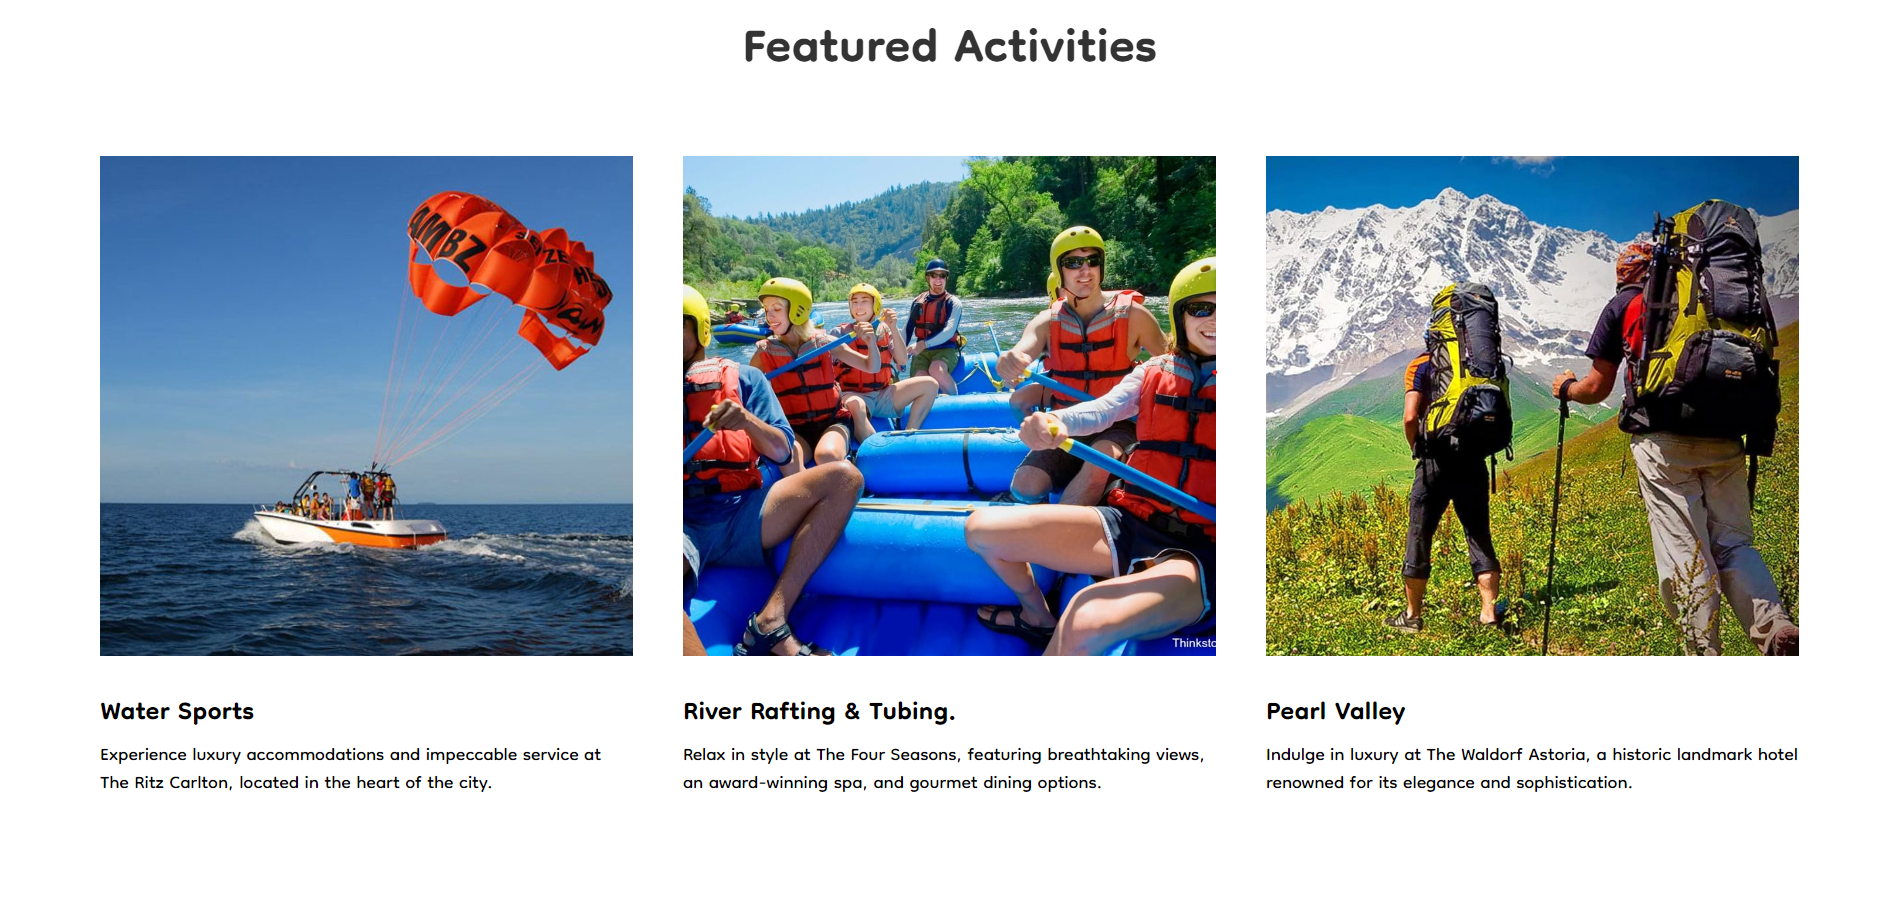 Featured Activities
AMBZ
Thinksto
Water Sports
Experience luxury accommodations and impeccable service at
The Ritz Carlton, located in the heart of the city.
River Rafting & Tubing.
Relax in style at The Four Seasons, featuring breathtaking views,
an award-winning spa, and gourmet dining options.
Pearl Valley
Indulge in luxury at The Waldorf Astoria, a historic landmark hotel
renowned for its elegance and sophistication.